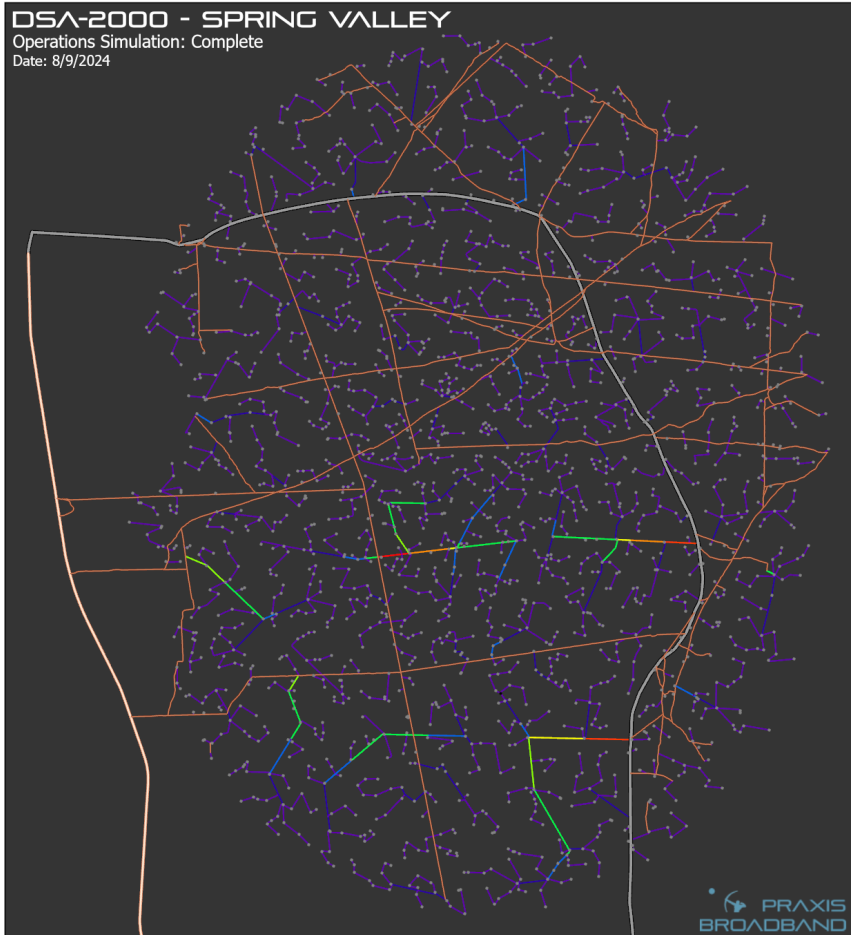 DSA-2000 - SPRING VALLEY
Operations Simulation: Complete
Date: 8/9/2024
PRAXIS
BROADBAND